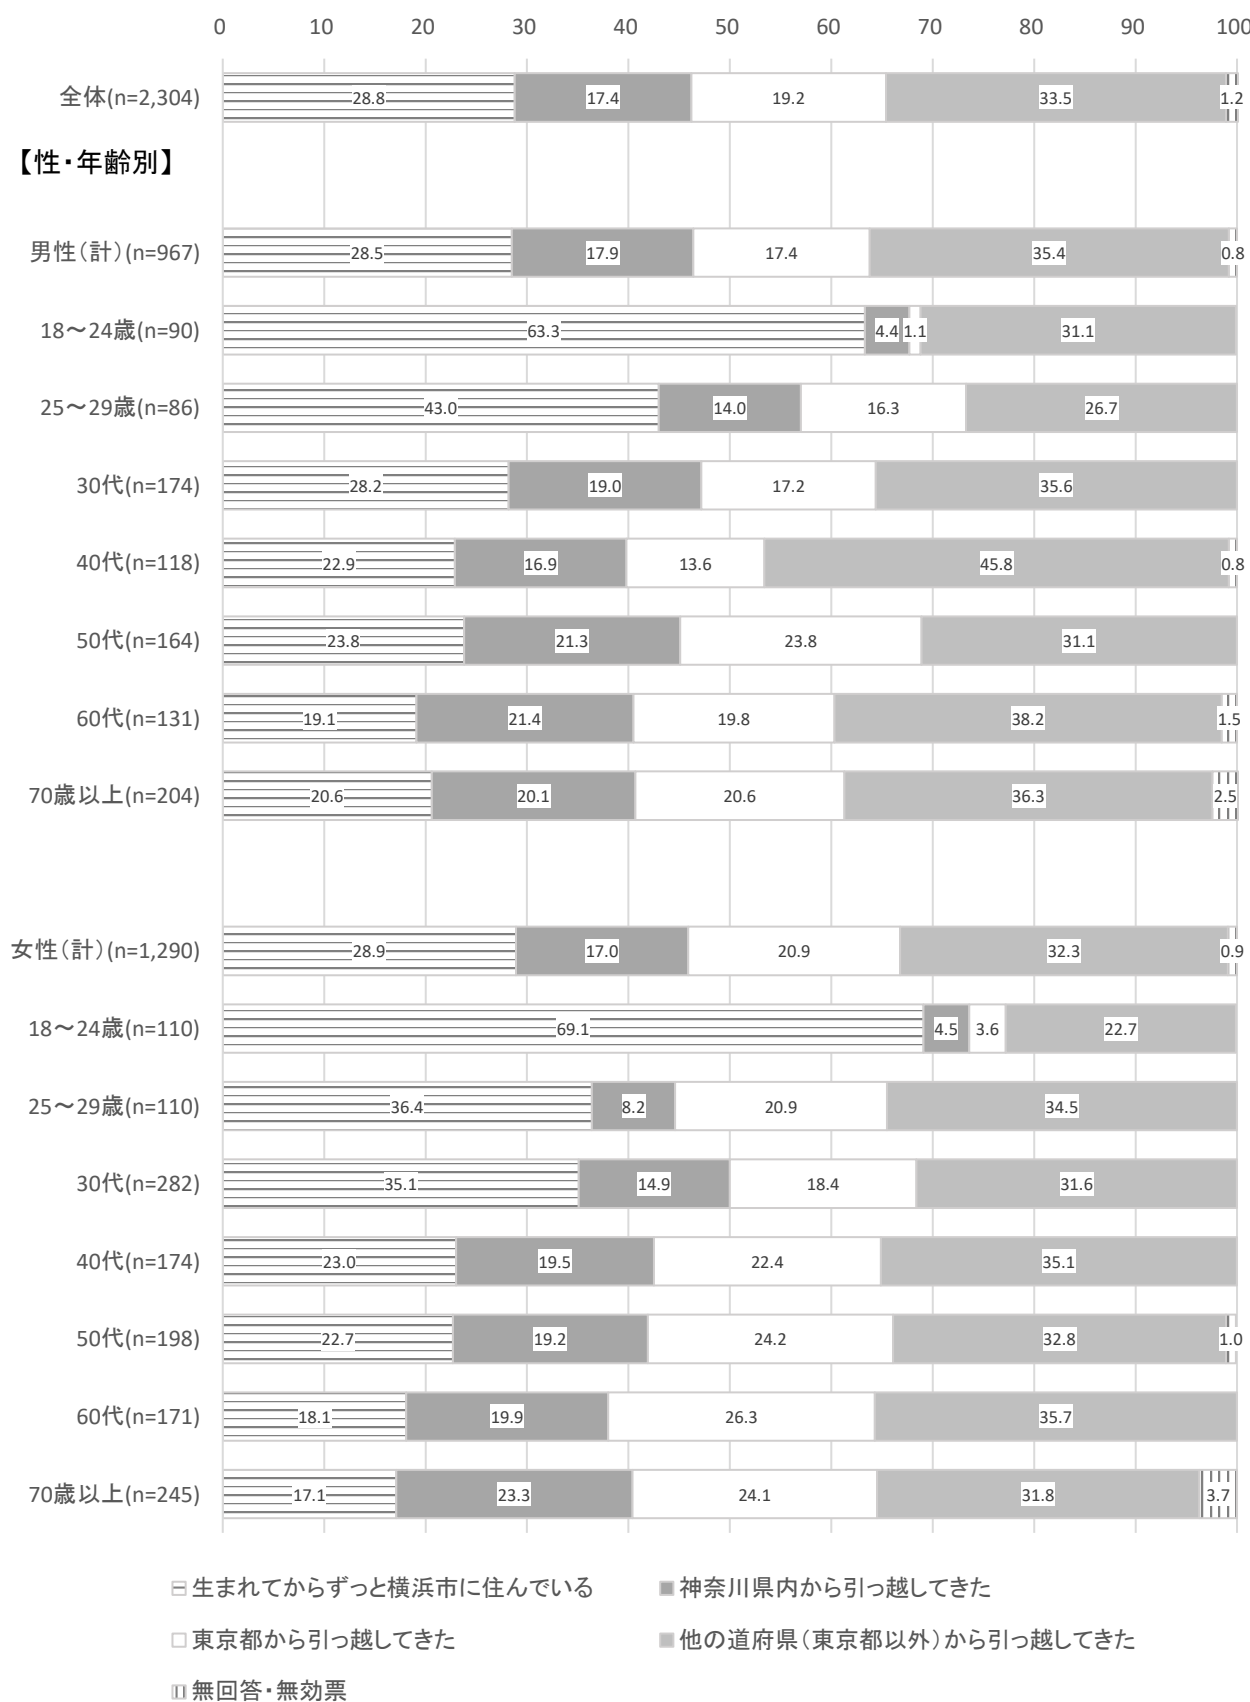 0 10 20 30 40 50 60 70 80 90 100
全体(n=2,304) 28.8 17.4 19.2 33.5 1.2
【性・年齢別】
男性（計）(n=967) 28.5 17.9 17.4 35.4 0.8
18～24歳(n=90) 63.3 4.4 1.1 31.1
25～29歳(n=86) 43.0 14.0 16.3 26.7
30代(n=174) 28.2 19.0 17.2 35.6
40代(n=118) 22.9 16.9 13.6 45.8 0.8
50代(n=164) 23.8 21.3 23.8 31.1
60代(n=131) 19.1 21.4 19.8 38.2 1.5
70歳以上(n=204) 20.6 20.1 20.6 36.3 2.5
女性（計）(n=1,290) 28.9 17.0 20.9 32.3 0.9
18～24歳(n=110) 69.1 4.5 3.6 22.7
25～29歳(n=110) 36.4 8.2 20.9 34.5
30代(n=282) 35.1 14.9 18.4 31.6
40代(n=174) 23.0 19.5 22.4 35.1
50代(n=198) 22.7 19.2 24.2 32.8 1.0
60代(n=171) 18.1 19.9 26.3 35.7
70歳以上(n=245) 17.1 23.3 24.1 31.8 3.7
生まれてからずっと横浜市に住んでいる 神奈川県内から引っ越してきた
東京都から引っ越してきた 他の道府県（東京都以外）から引っ越してきた
無回答・無効票